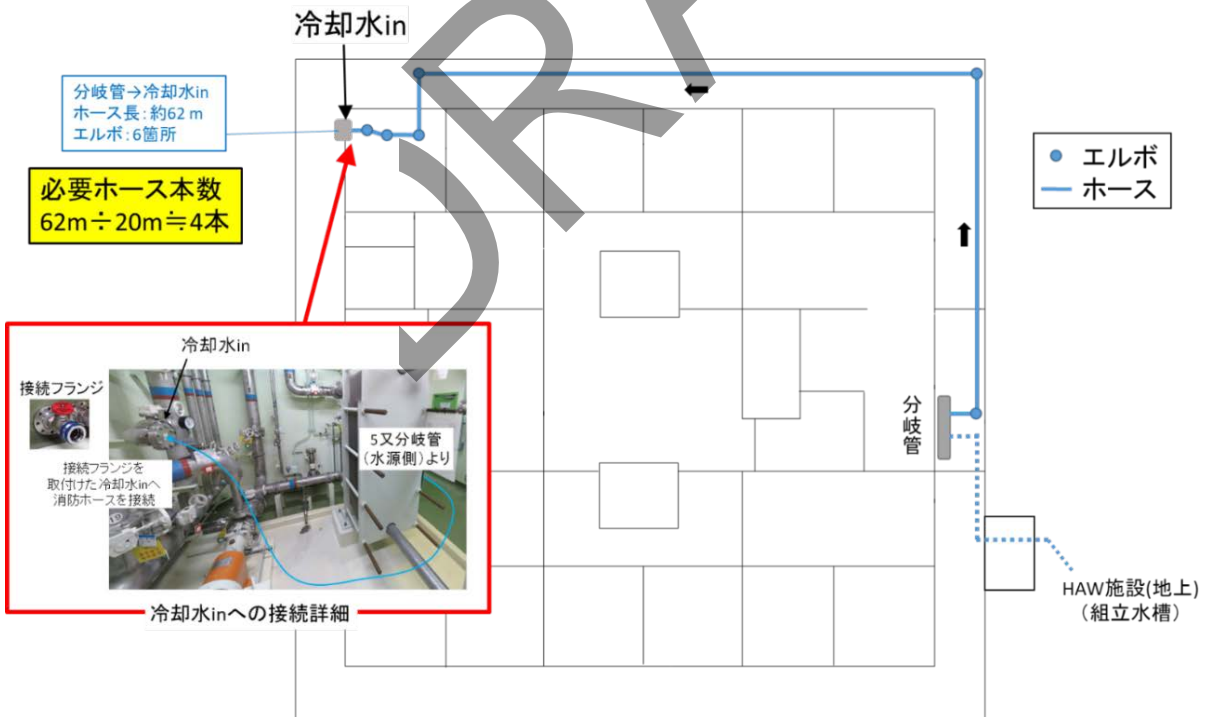 冷却水in
分岐管→冷却水in
ホース長：約62 m
エルボ：6箇所
必要ホース本数
62m÷20m≒4本
エルボ
ホース
DRA
冷却水in
接続フランジ
5又分岐管
（水源側）より
接続フランジを
取付けた冷却水inへ
消防ホースを接続
冷却水inへの接続詳細
分岐管
HAW施設(地上)
（組立水槽）